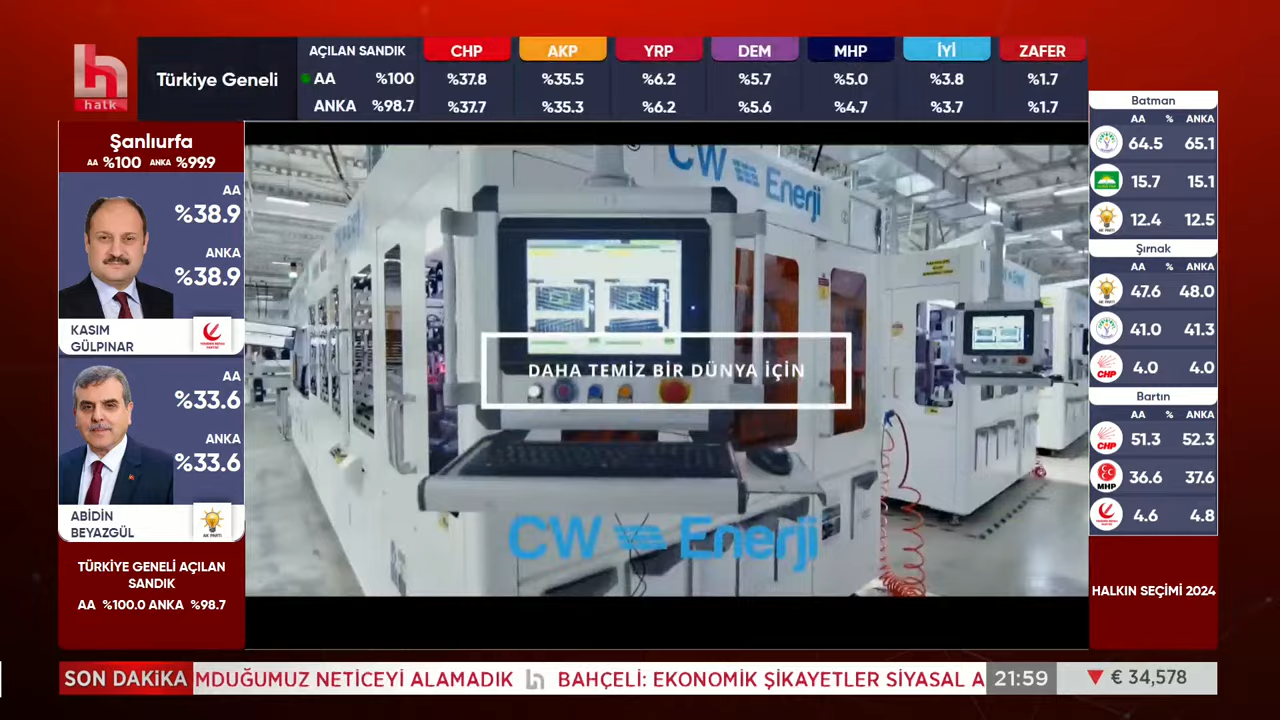 halk
Türkiye Geneli
AÇILAN SANDIK CHP AKP YRP DEM MHP İYİ ZAFER
AA %100 %37.8 %35.5 %6.2 %5.7 %5.0 %3.8 %1.7
ANKA %98.7 %37.7 %35.3 %6.2 %5.6 %4.7 %3.7 %1.7
Şanlıurfa
AA %100 ANKA %99.9
AA
%38.9
ANKA
%38.9
KASIM
GÜLPINAR
AA
%33.6
ANKA
%33.6
ABİDİN
BEYAZGÜL
AK PARTİ
TÜRKİYE GENELİ AÇILAN
SANDIK
AA %100.0 ANKA %98.7
CW Enerji
DAHA TEMİZ BİR DÜNYA İÇİN
CW Enerji
Batman
AA % ANKA
64.5 65.1
15.7 15.1
AK PARTİ 12.4 12.5
Şırnak
AA % ANKA
AK PARTİ 47.6 48.0
41.0 41.3
CHP 4.0 4.0
Bartın
AA % ANKA
CHP 51.3 52.3
MHP 36.6 37.6
4.6 4.8
HALKIN SEÇİMİ 2024
SON DAKİKA MDUĞUMUZ NETİCEYİ ALAMADIK h BAHÇELİ: EKONOMİK ŞİKAYETLER SİYASAL A 21:59 € 34,578